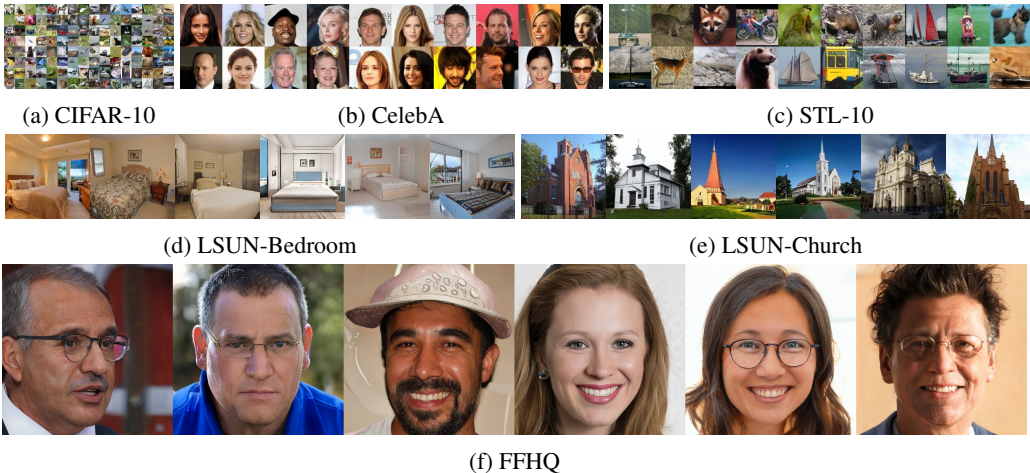 (a) CIFAR-10
(b) CelebA
(c) STL-10
(d) LSUN-Bedroom
(e) LSUN-Church
(f) FFHQ